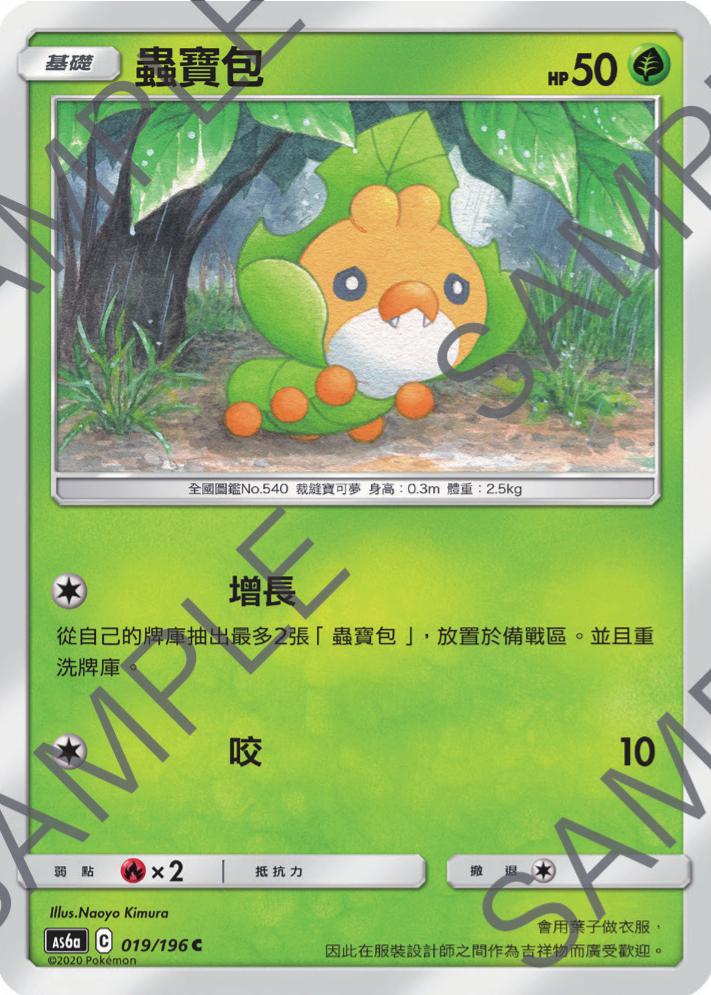 基礎 蟲寶包 HP 50
全國圖鑑No.540 裁縫寶可夢 身高：0.3m 體重：2.5kg
增長
從自己的牌庫抽出最多2張「蟲寶包」，放置於備戰區。並且重
洗牌庫。
咬 10
弱點 ×2 抵抗力 撤退
Illus.Naoyo Kimura
AS6a C 019/196 C
©2020 Pokémon
會用葉子做衣服，
因此在服裝設計師之間作為吉祥物而廣受歡迎。
SAMPLE
SAMPLE
SAMPLE
SAMPLE
SAMPLE